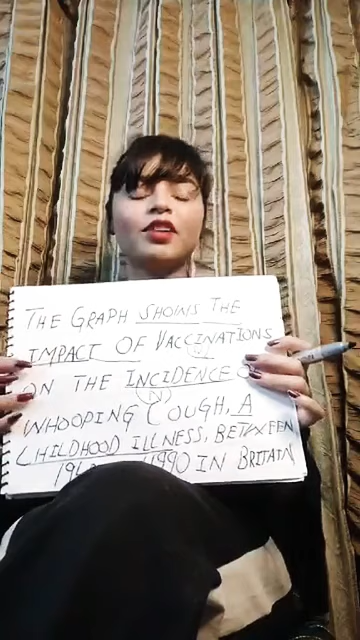 THE GRAPH SHOWS THE
IMPACT OF VACCINATIONS
ON THE INCIDENCE
(N)
WHOOPING COUGH, A
CHILDHOOD ILLNESS, BETWEEN
1990 IN BRITAIN